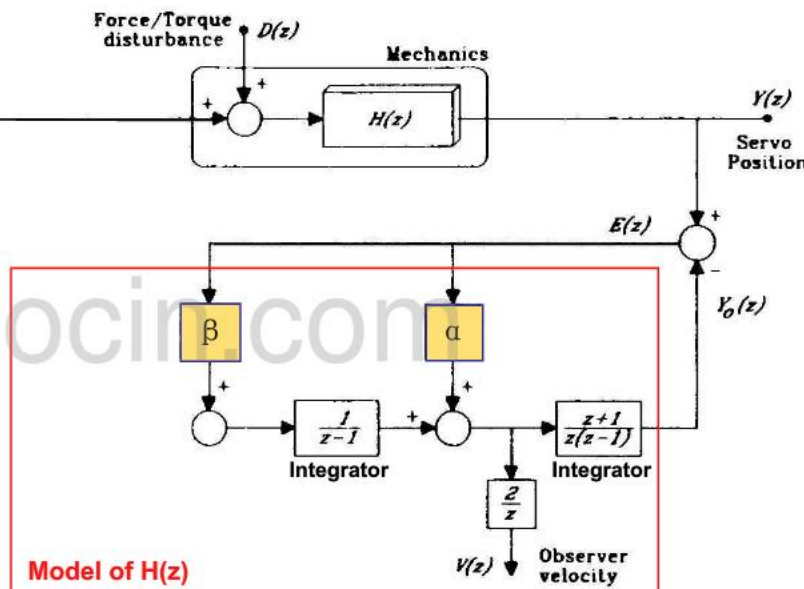 Force/Torque
disturbance
D(z)
Mechanics
+
+
H(z)
Y(z)
Servo
Position
E(z)
+
-
Y₀(z)
ocin.com
β
α
+
+
1
z-1
+
z+1
z(z-1)
Integrator
Integrator
2
z
V(z)
Observer
velocity
Model of H(z)